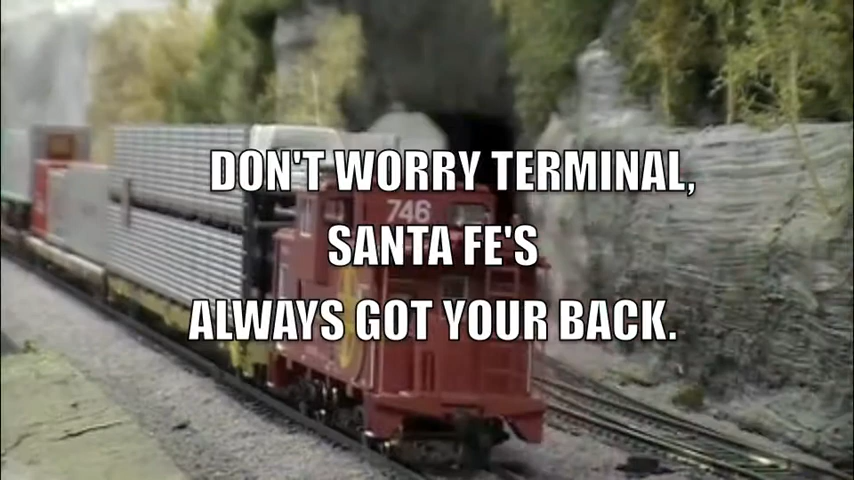 DON'T WORRY TERMINAL,
746
SANTA FE'S
ALWAYS GOT YOUR BACK.